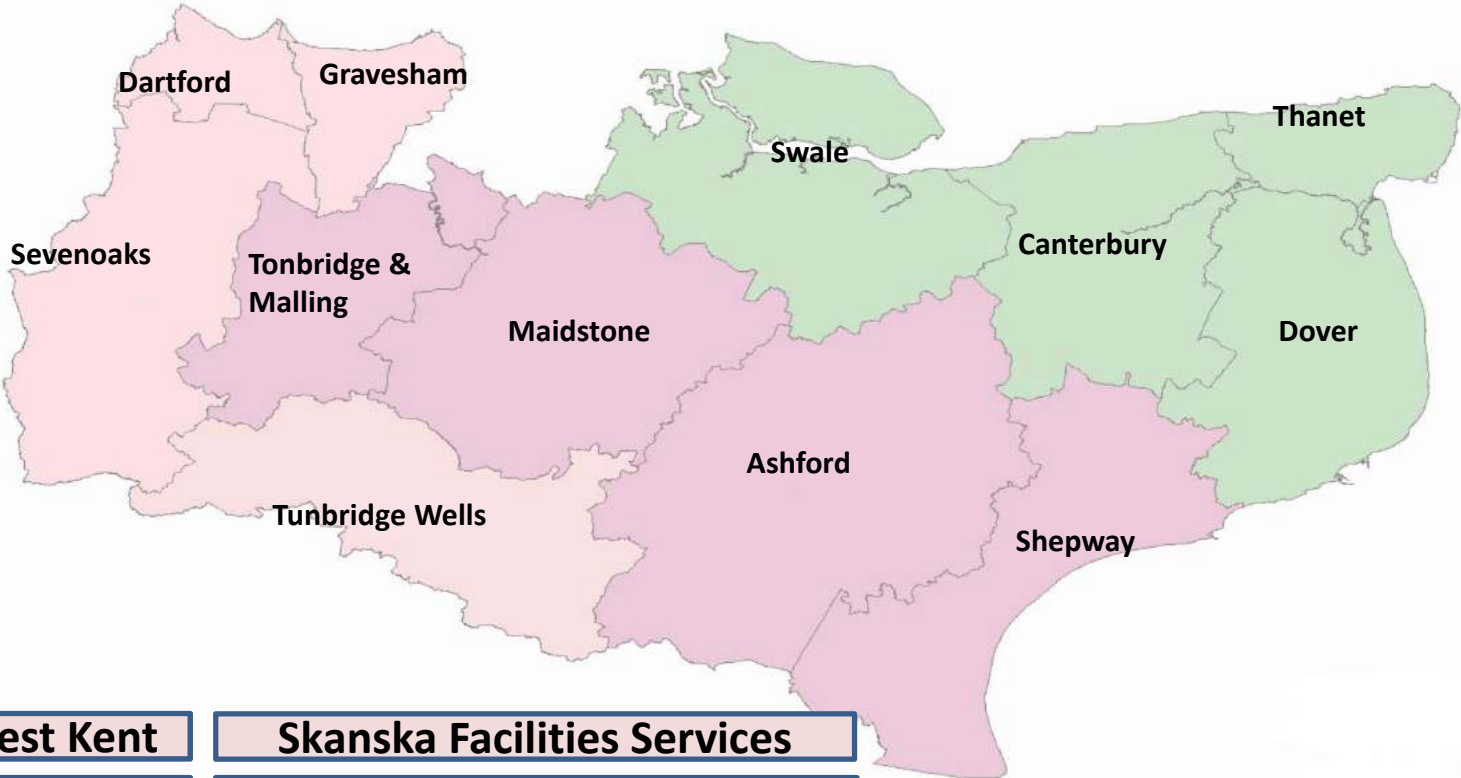 Dartford
Gravesham
Thanet
Swale
Sevenoaks
Tonbridge &
Malling
Canterbury
Maidstone
Dover
Ashford
Tunbridge Wells
Shepway
est Kent
Skanska Facilities Services